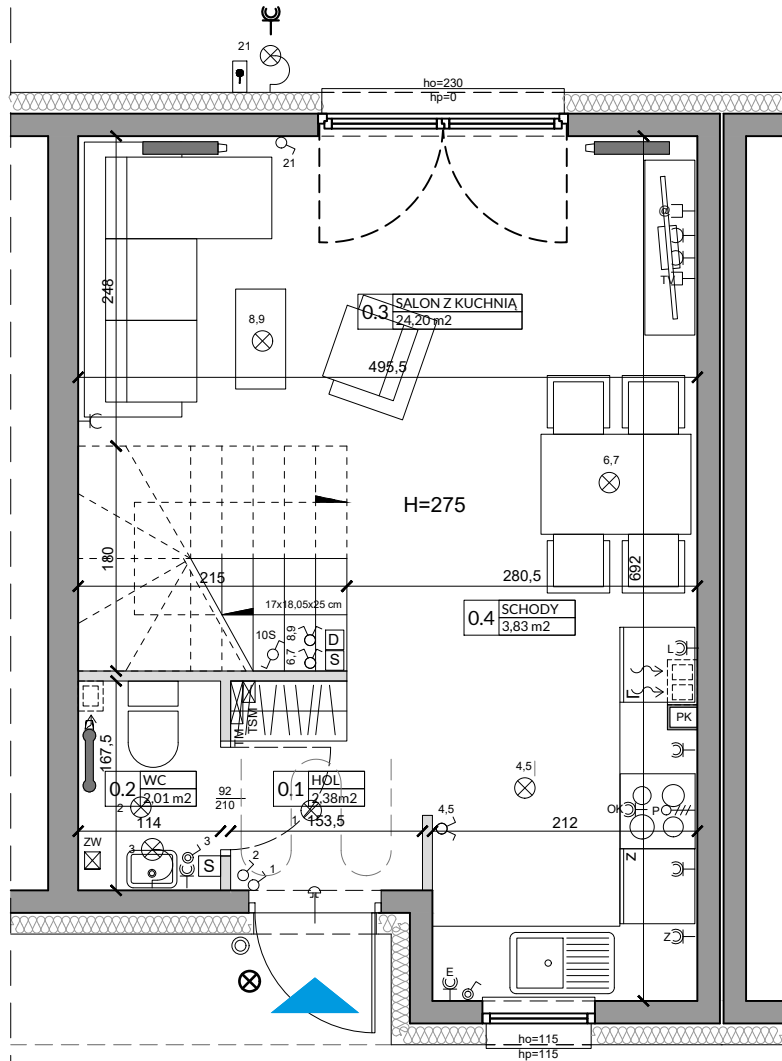 21
ho=230
hp=0
21
@
TV
248
8,9
0.3
SALON Z KUCHNIĄ
24,20 m2
495,5
6,7
H=275
180
215
280,5
692
17x18,05x25 cm
0.4
SCHODY
3,83 m2
10S
8,9
6,7
D
S
L
PK
TM
TSM
167,5
0.2
WC
2,01 m2
92
210
0.1
HOL
2,38m2
4,5
2
1
114
153,5
4,5
212
OK
P
ZW
3
3
S
2
1
Z
Z
E
ho=115
hp=115